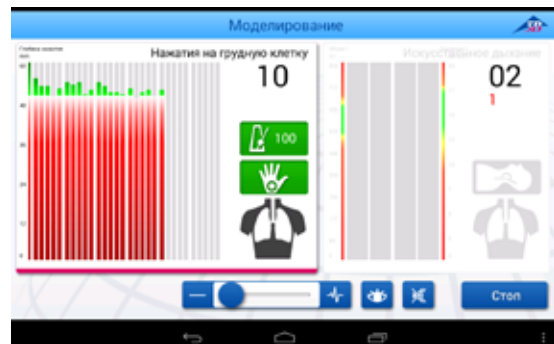 Моделирование
Нажатия на грудную клетку
10
100
Искусственное дыхание
02
1
Стоп